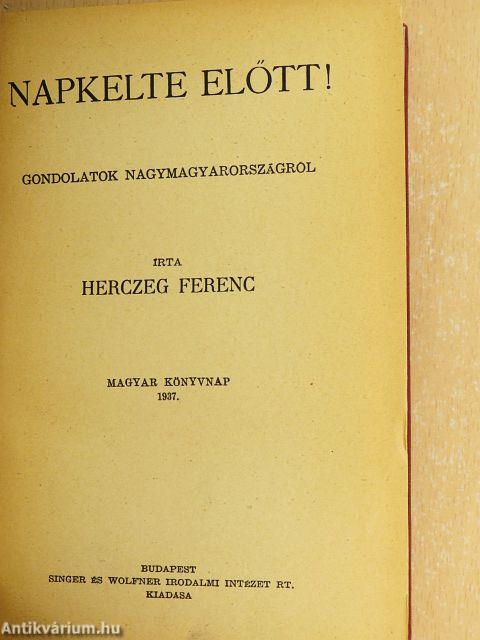 NAPKELTE ELŐTT!
GONDOLATOK NAGYMAGYARORSZÁGRÓL
ÍRTA
HERCZEG FERENC
MAGYAR KÖNYVNAP
1937.
BUDAPEST
SINGER ÉS WOLFNER IRODALMI INTÉZET RT.
KIADÁSA
Antikvárium.hu